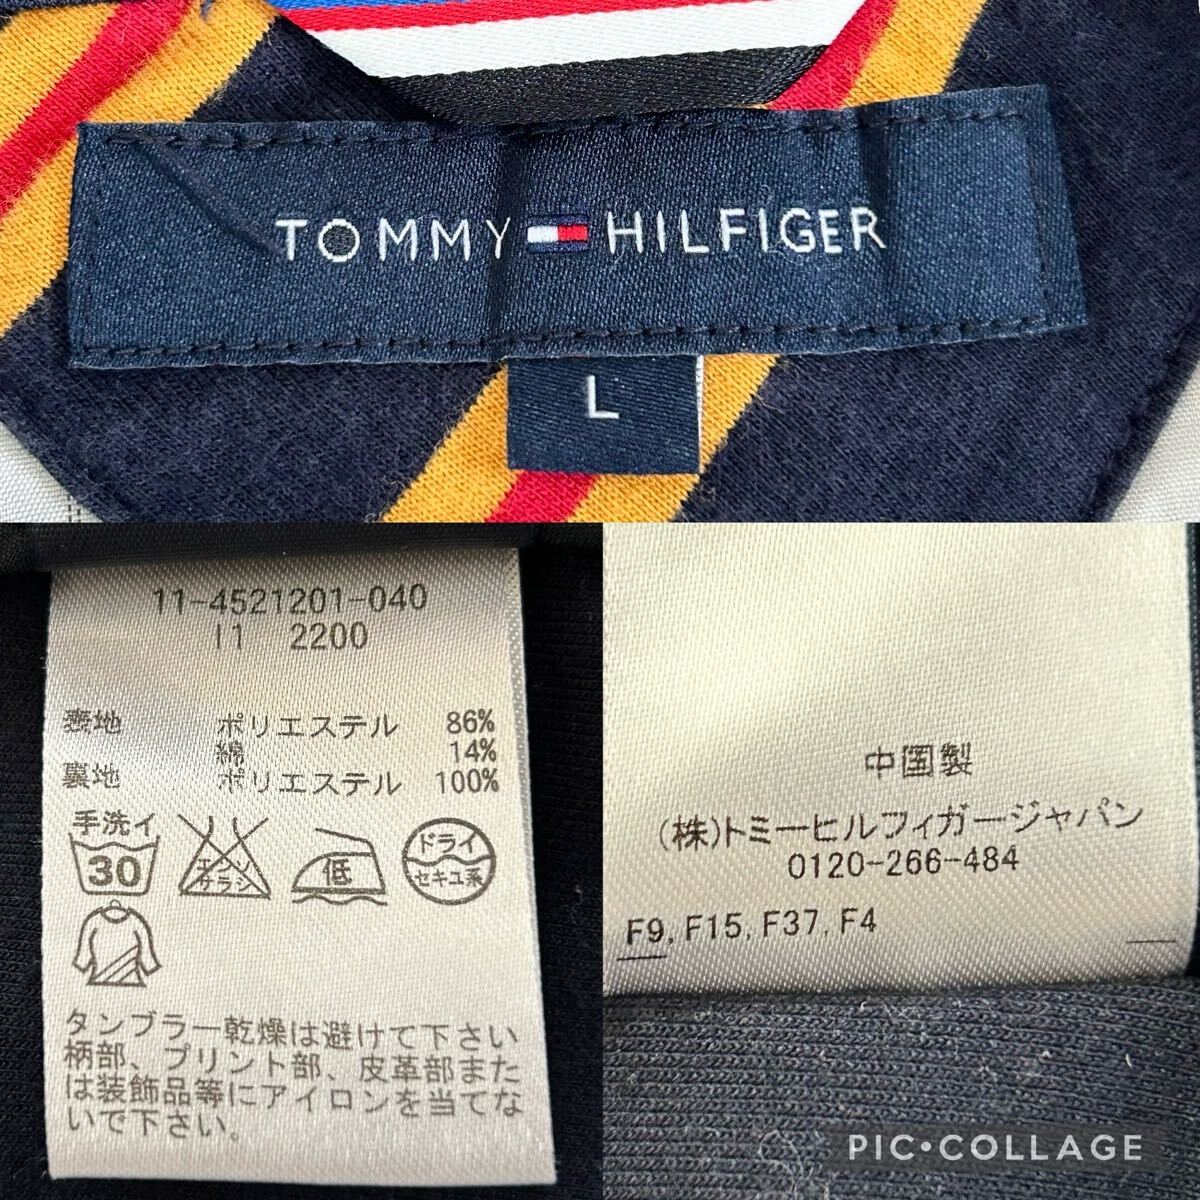 TOMMY HILFIGER
L
11-4521201-040
I1 2200
表地 ポリエステル 86%
綿 14%
裏地 ポリエステル 100%
手洗イ
30
エンソ
サラシ
低
ドライ
セキユ系
タンブラー乾燥は避けて下さい
柄部、プリント部、皮革部また
は装飾品等にアイロンを当てな
いで下さい。
中国製
(株)トミーヒルフィガージャパン
0120-266-484
F9, F15, F37, F4
PIC•COLLAGE